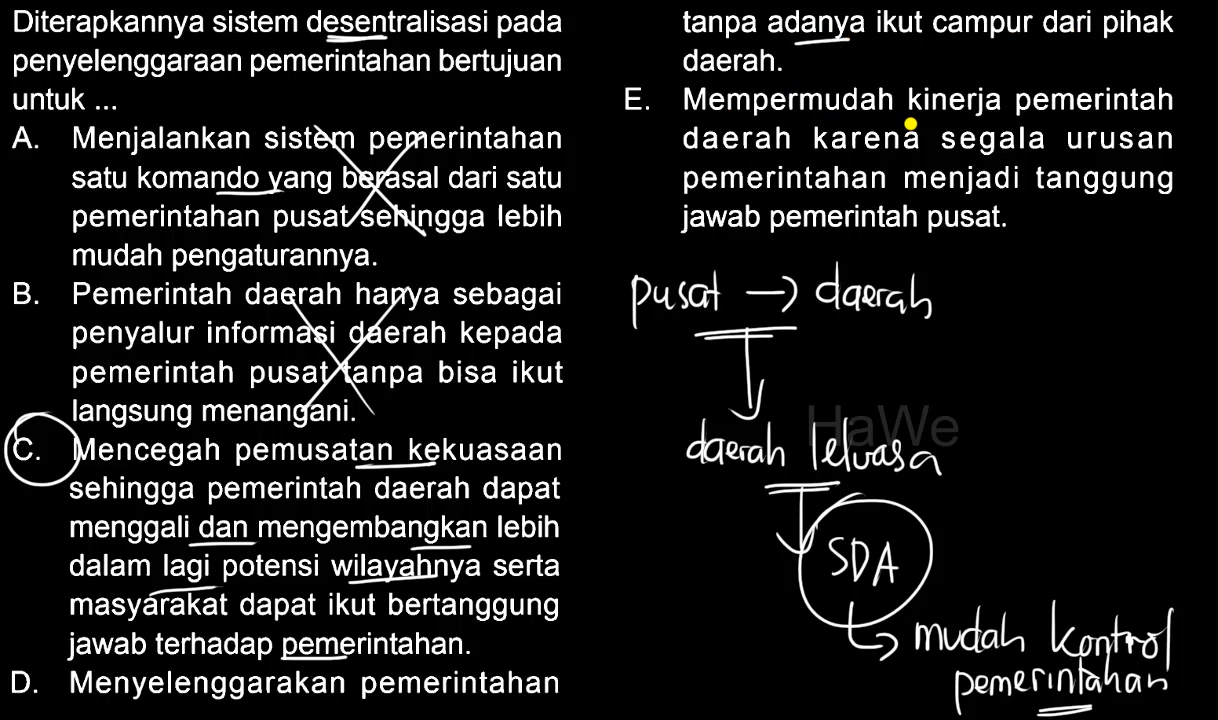 Diterapkannya sistem desentralisasi pada
penyelenggaraan pemerintahan bertujuan
untuk ...
A. Menjalankan sistem pemerintahan
satu komando yang berasal dari satu
pemerintahan pusat sehingga lebih
mudah pengaturannya.
B. Pemerintah daerah hanya sebagai
penyalur informasi daerah kepada
pemerintah pusat tanpa bisa ikut
langsung menangani.
C. Mencegah pemusatan kekuasaan
sehingga pemerintah daerah dapat
menggali dan mengembangkan lebih
dalam lagi potensi wilayahnya serta
masyarakat dapat ikut bertanggung
jawab terhadap pemerintahan.
D. Menyelenggarakan pemerintahan
tanpa adanya ikut campur dari pihak
daerah.
E. Mempermudah kinerja pemerintah
daerah karena segala urusan
pemerintahan menjadi tanggung
jawab pemerintah pusat.
pusat → daerah
HaWe
daerah leluasa
SDA
mudah kontrol
pemerintahan